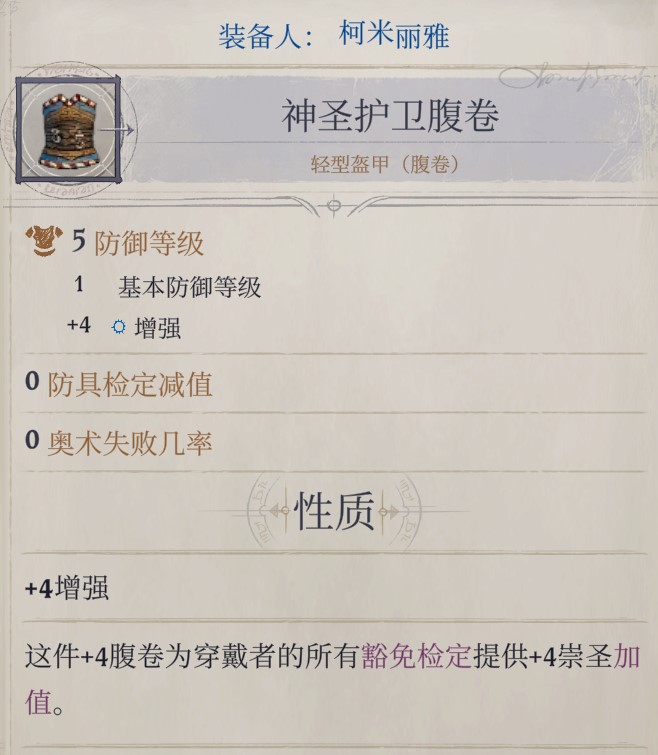 装备人： 柯米丽雅
神圣护卫腹卷
轻型盔甲（腹卷）
5 防御等级
1 基本防御等级
+4 增强
0 防具检定减值
0 奥术失败几率
性质
+4增强
这件+4腹卷为穿戴者的所有豁免检定提供+4崇圣加
值。